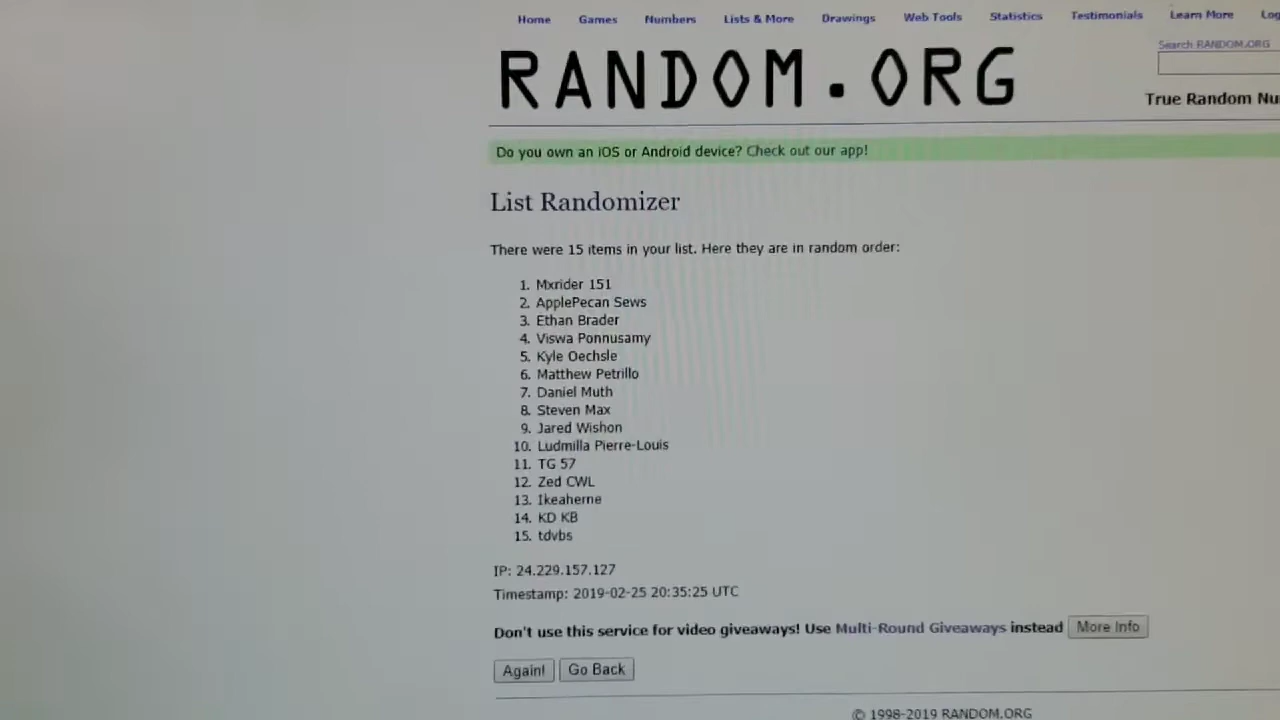 Home Games Numbers Lists & More Drawings Web Tools Statistics Testimonials Learn More
Search RANDOM.ORG
RANDOM.ORG
True Random
Do you own an iOS or Android device? Check out our app!
List Randomizer
There were 15 items in your list. Here they are in random order:
1. Mxrider 151
2. ApplePecan Sews
3. Ethan Brader
4. Viswa Ponnusamy
5. Kyle Oechsle
6. Matthew Petrillo
7. Daniel Muth
8. Steven Max
9. Jared Wishon
10. Ludmilla Pierre-Louis
11. TG 57
12. Zed CWL
13. Ikeaherne
14. KD KB
15. tdvbs
IP: 24.229.157.127
Timestamp: 2019-02-25 20:35:25 UTC
Don't use this service for video giveaways! Use Multi-Round Giveaways instead More Info
Again! Go Back
© 1998-2019 RANDOM.ORG